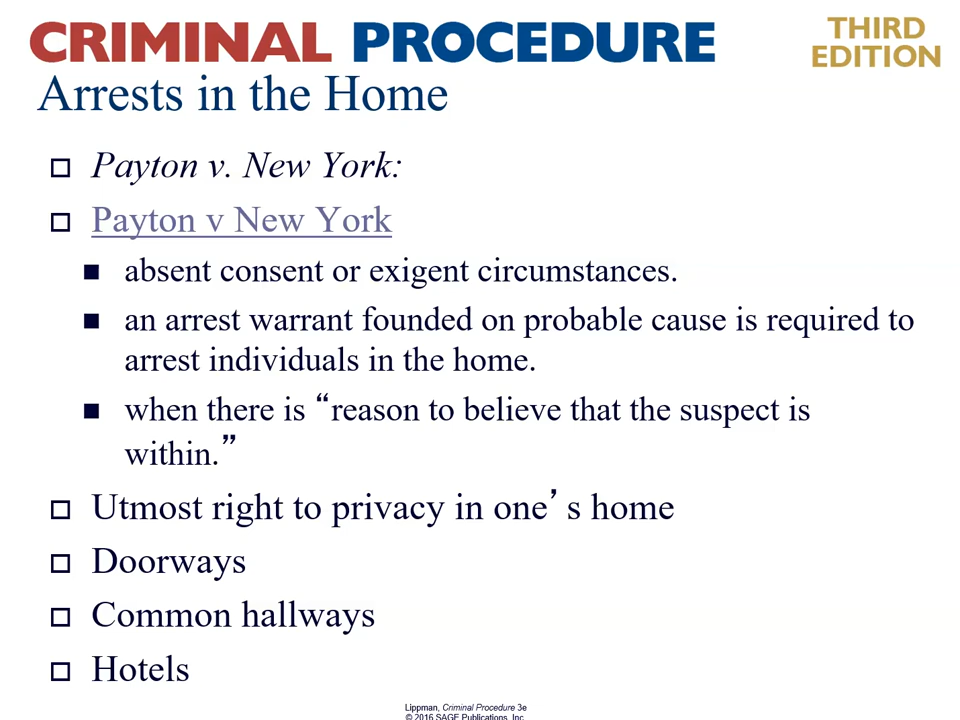 CRIMINAL PROCEDURE
THIRD
EDITION
Arrests in the Home
Payton v. New York:
Payton v New York
absent consent or exigent circumstances.
an arrest warrant founded on probable cause is required to
arrest individuals in the home.
when there is “reason to believe that the suspect is
within.”
Utmost right to privacy in one’s home
Doorways
Common hallways
Hotels
Lippman, Criminal Procedure 3e
© 2016 SAGE Publications, Inc.